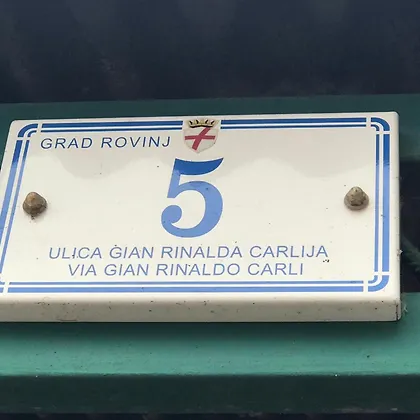 GRAD ROVINJ
5
ULICA GIAN RINALDA CARLIJA
VIA GIAN RINALDO CARLI